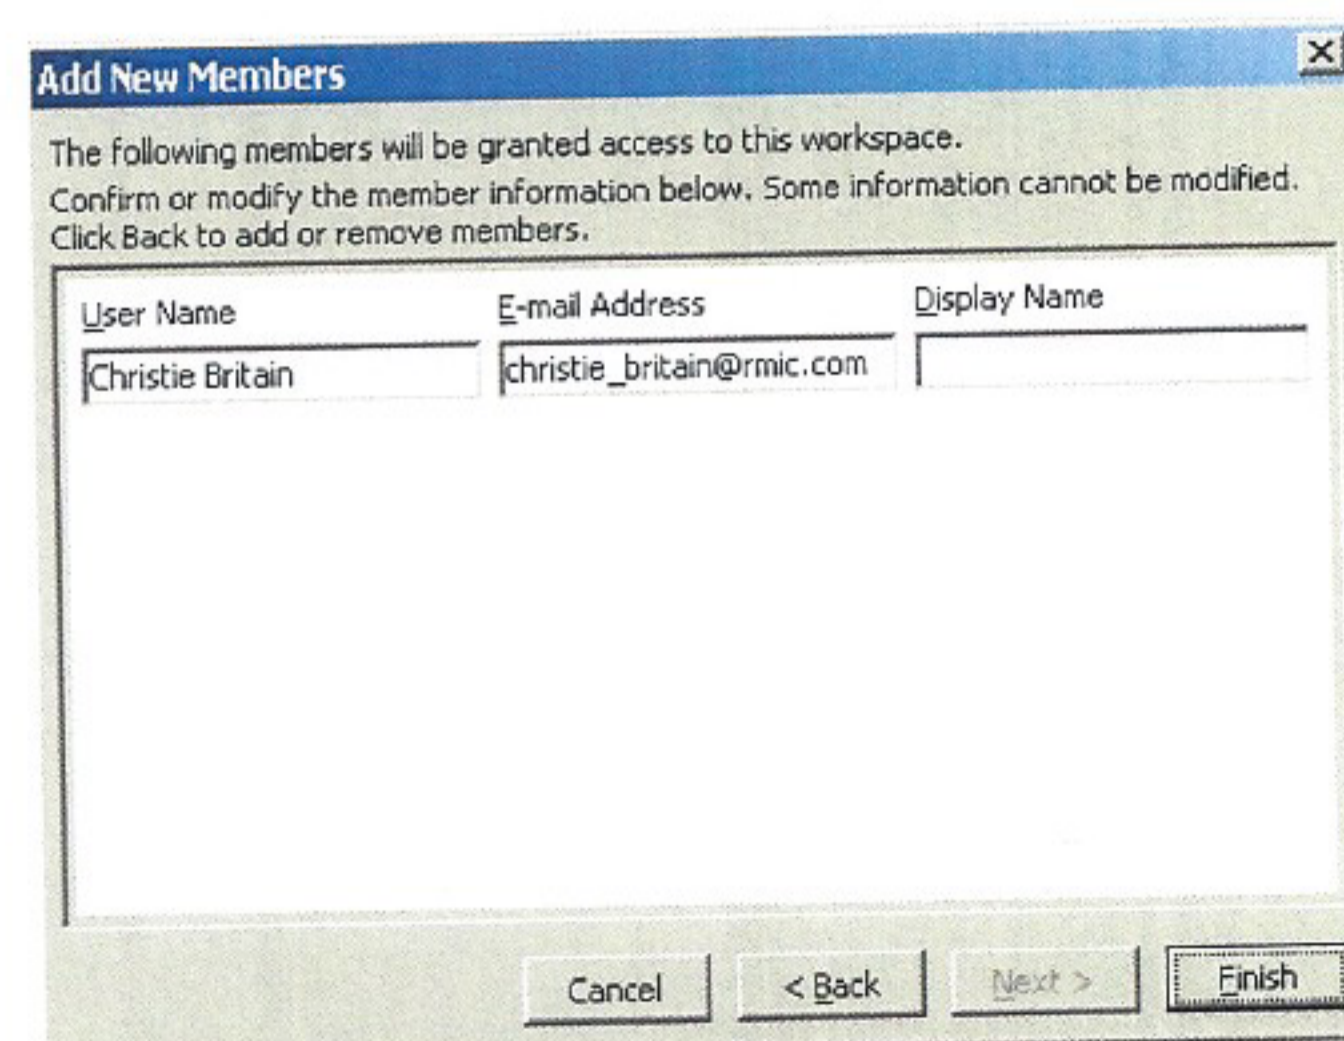 Add New Members
The following members will be granted access to this workspace.
Confirm or modify the member information below. Some information cannot be modified.
Click Back to add or remove members.
User Name E-mail Address Display Name
Christie Britain christie_britain@rmic.com
Cancel < Back Next > Finish